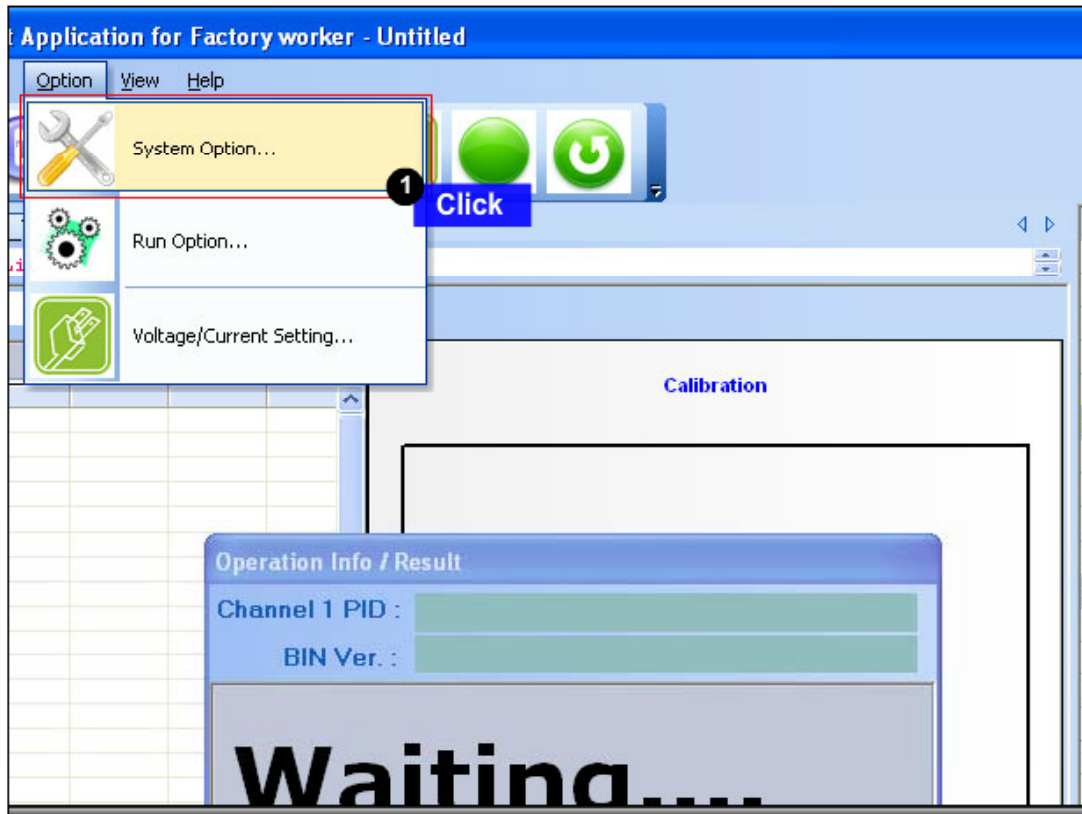 Application for Factory worker - Untitled
Option View Help
System Option...
1
Click
Run Option...
Voltage/Current Setting...
Calibration
Operation Info / Result
Channel 1 PID :
BIN Ver. :
Waiting....